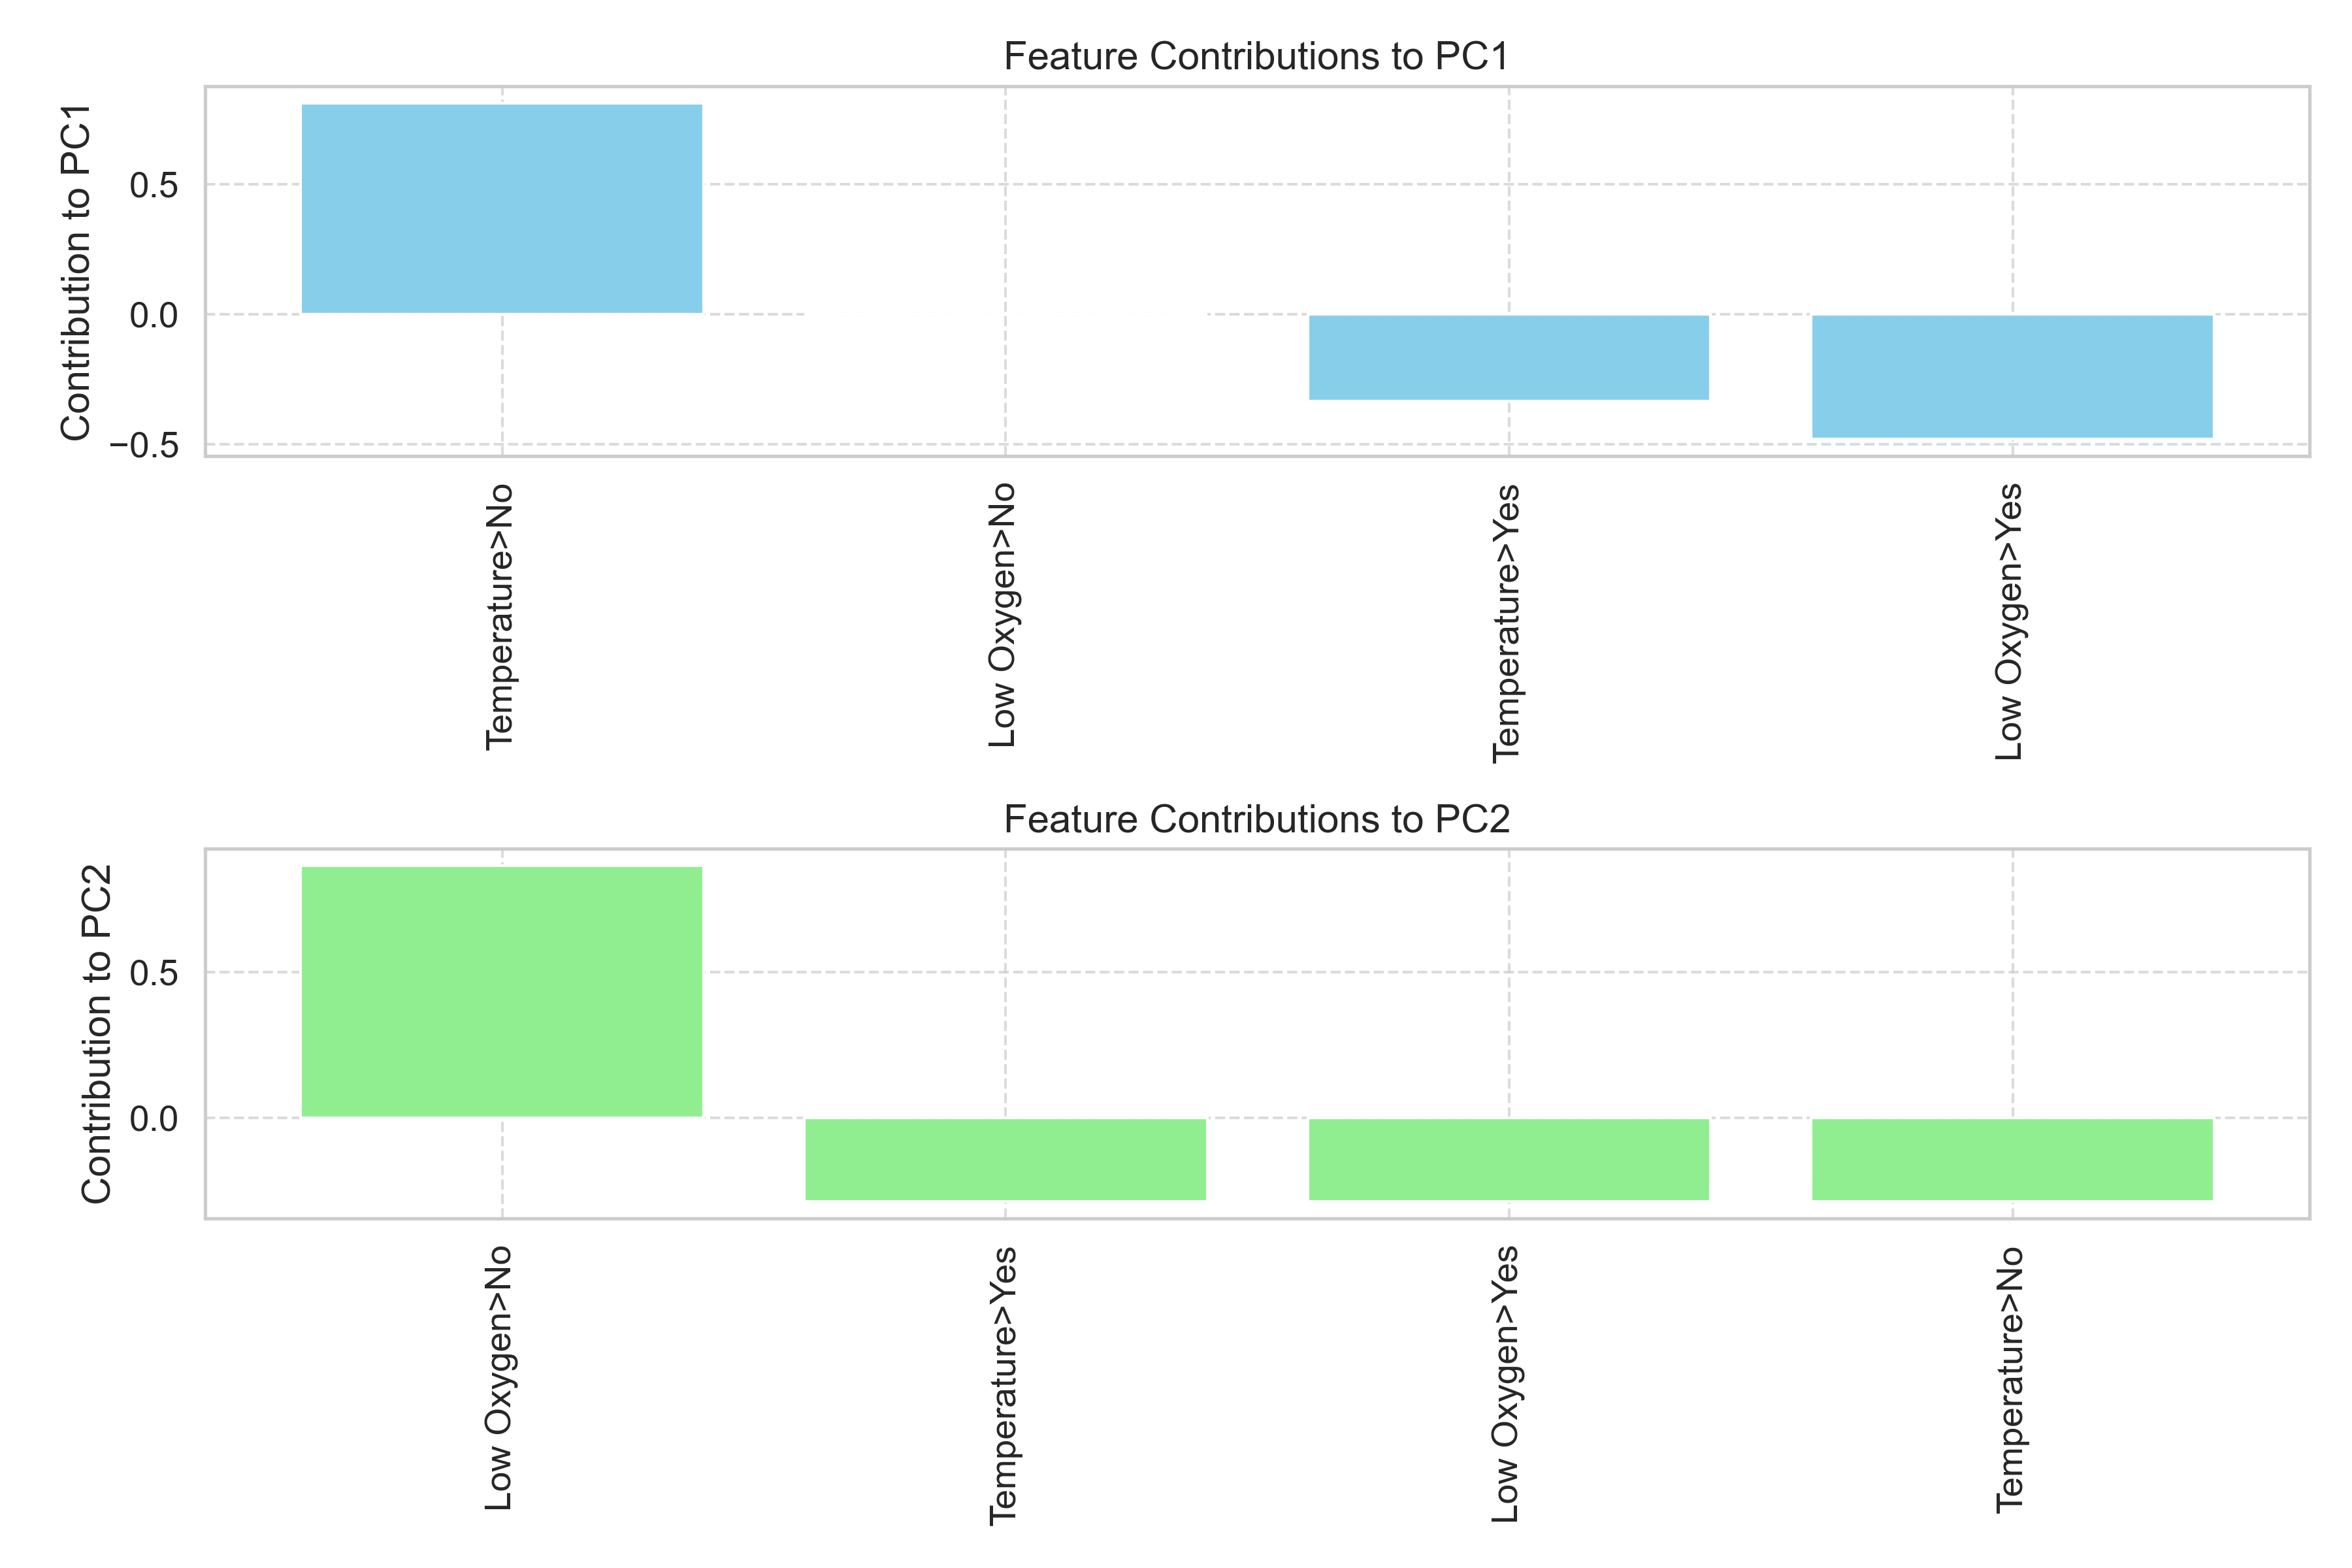 Feature Contributions to PC1
Contribution to PC1
0.5
0.0
−0.5
Temperature>No
Low Oxygen>No
Temperature>Yes
Low Oxygen>Yes
Feature Contributions to PC2
Contribution to PC2
0.5
0.0
Low Oxygen>No
Temperature>Yes
Low Oxygen>Yes
Temperature>No